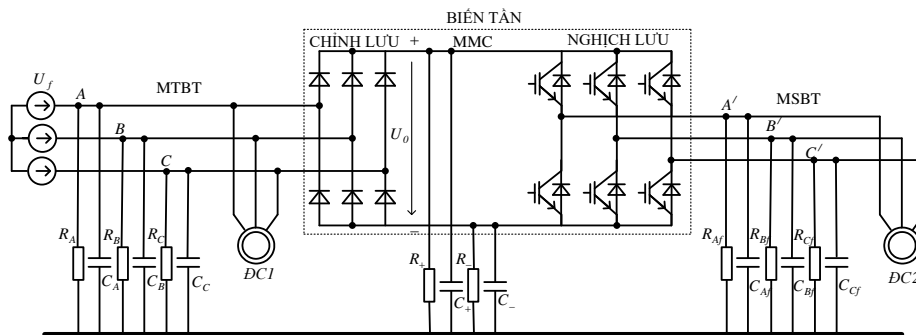 BIẾN TẦN
CHỈNH LƯU + MMC NGHỊCH LƯU
U_f A MTBT
B
C
U_0
A′ MSBT
B′
C′
R_A R_B R_C
C_A C_B C_C
ĐC1
−
R_+ R_−
C_+ C_−
R_Af R_Bf R_Cf
C_Af C_Bf C_Cf
ĐC2